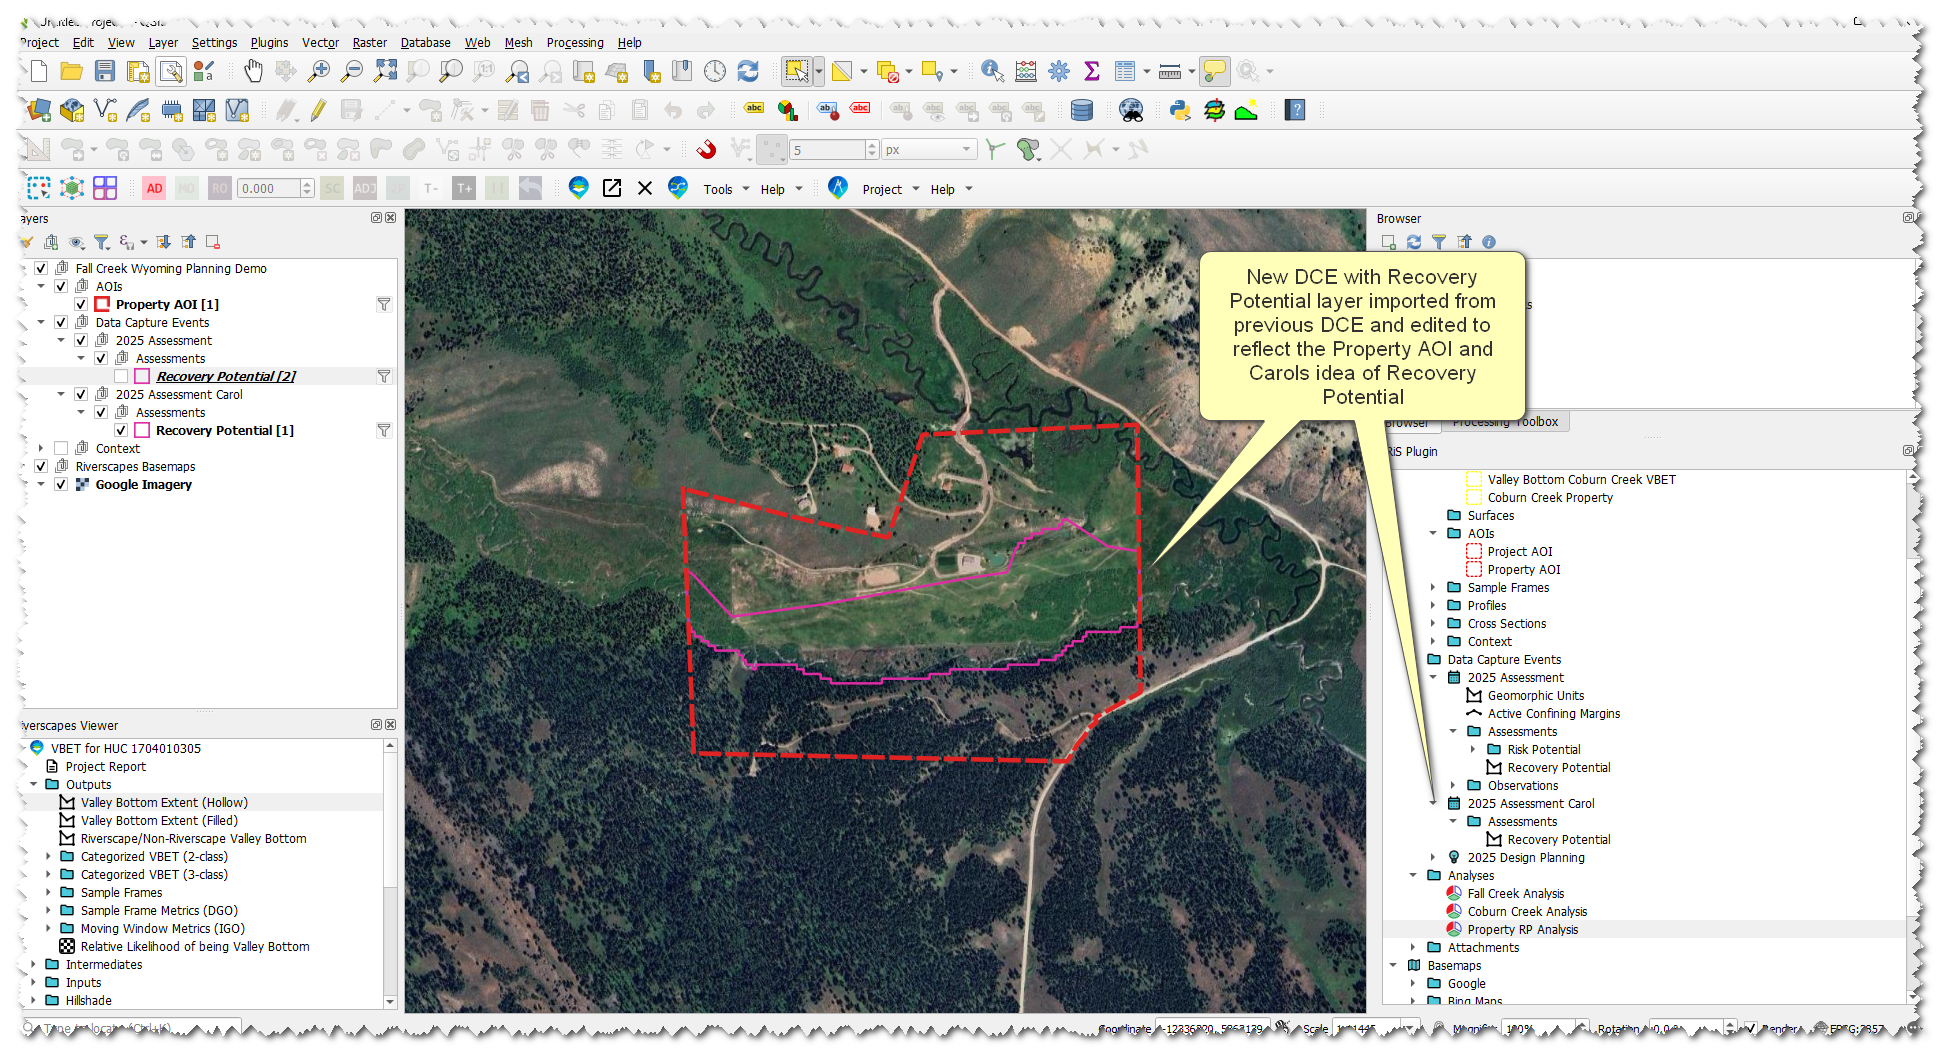 Project Edit View Layer Settings Plugins Vector Raster Database Web Mesh Processing Help
5 px
AD MO RO 0.000 SC ADJ T- T+ Tools Help Project Help
ayers
Fall Creek Wyoming Planning Demo
AOIs
Property AOI [1]
Data Capture Events
2025 Assessment
Assessments
Recovery Potential [2]
2025 Assessment Carol
Assessments
Recovery Potential [1]
Context
Riverscapes Basemaps
Google Imagery
iverscapes Viewer
VBET for HUC 1704010305
Project Report
Outputs
Valley Bottom Extent (Hollow)
Valley Bottom Extent (Filled)
Riverscape/Non-Riverscape Valley Bottom
Categorized VBET (2-class)
Categorized VBET (3-class)
Sample Frames
Sample Frame Metrics (DGO)
Moving Window Metrics (IGO)
Relative Likelihood of being Valley Bottom
Intermediates
Inputs
Hillshade
New DCE with Recovery
Potential layer imported from
previous DCE and edited to
reflect the Property AOI and
Carols idea of Recovery
Potential
Browser
Browser Processing Toolbox
RiS Plugin
Valley Bottom Coburn Creek VBET
Coburn Creek Property
Surfaces
AOIs
Project AOI
Property AOI
Sample Frames
Profiles
Cross Sections
Context
Data Capture Events
2025 Assessment
Geomorphic Units
Active Confining Margins
Assessments
Risk Potential
Recovery Potential
Observations
2025 Assessment Carol
Assessments
Recovery Potential
2025 Design Planning
Analyses
Fall Creek Analysis
Coburn Creek Analysis
Property RP Analysis
Attachments
Basemaps
Google
Bing Maps
Coordinate Scale Magnifier 100% Rotation Render